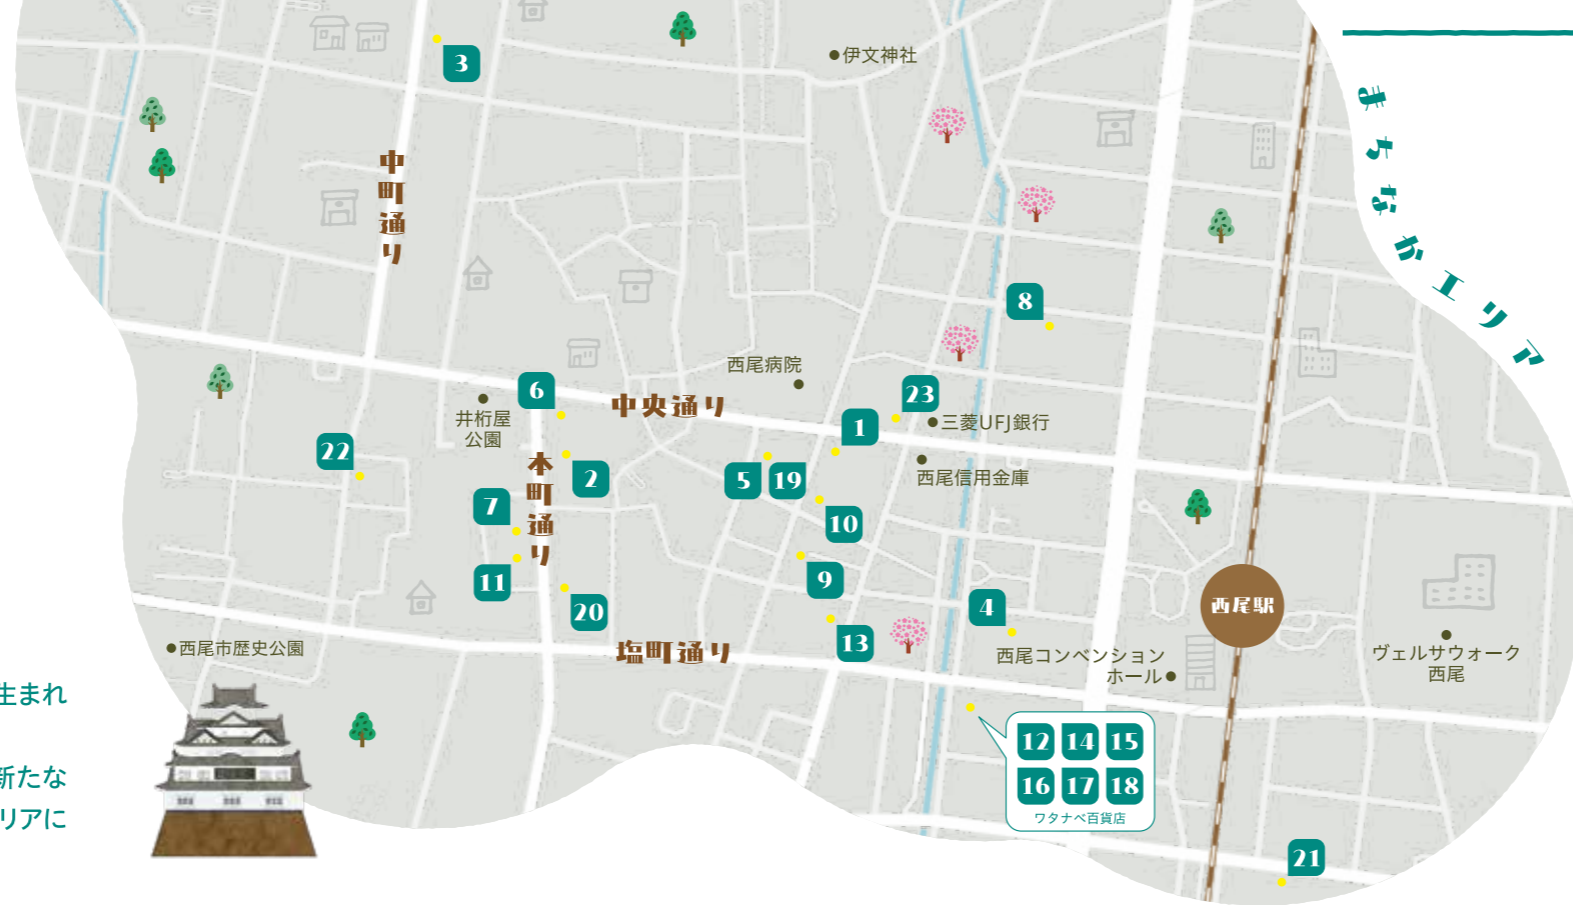 3
伊文神社
まちなかエリア
中町通り
8
西尾病院
6
中央通り
23
井桁屋
公園
三菱UFJ銀行
1
22
本町通り
2
5
19
西尾信用金庫
7
10
11
9
20
4
13
西尾駅
西尾市歴史公園
塩町通り
西尾コンベンション
ホール
ヴェルサウォーク
西尾
生まれ
新たな
リアに
12 14 15
16 17 18
ワタナベ百貨店
21